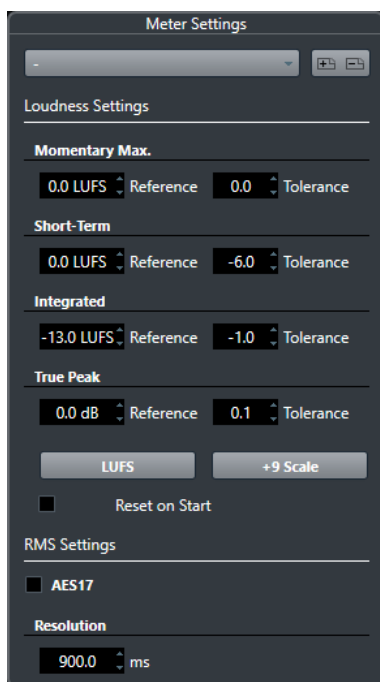 Meter Settings
-
Loudness Settings
Momentary Max.
0.0 LUFS Reference 0.0 Tolerance
Short-Term
0.0 LUFS Reference -6.0 Tolerance
Integrated
-13.0 LUFS Reference -1.0 Tolerance
True Peak
0.0 dB Reference 0.1 Tolerance
LUFS +9 Scale
Reset on Start
RMS Settings
AES17
Resolution
900.0 ms